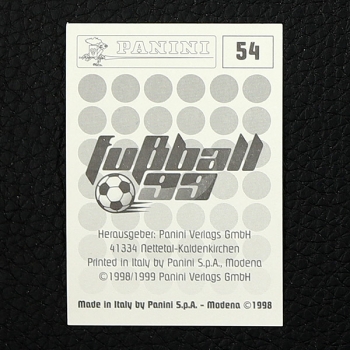 PANINI 54
fußball
99
Herausgeber: Panini Verlags GmbH
41334 Nettetal-Kaldenkirchen
Printed in Italy by Panini S.p.A., Modena
©1998/1999 Panini Verlags GmbH
Made in Italy by Panini S.p.A. - Modena ©1998